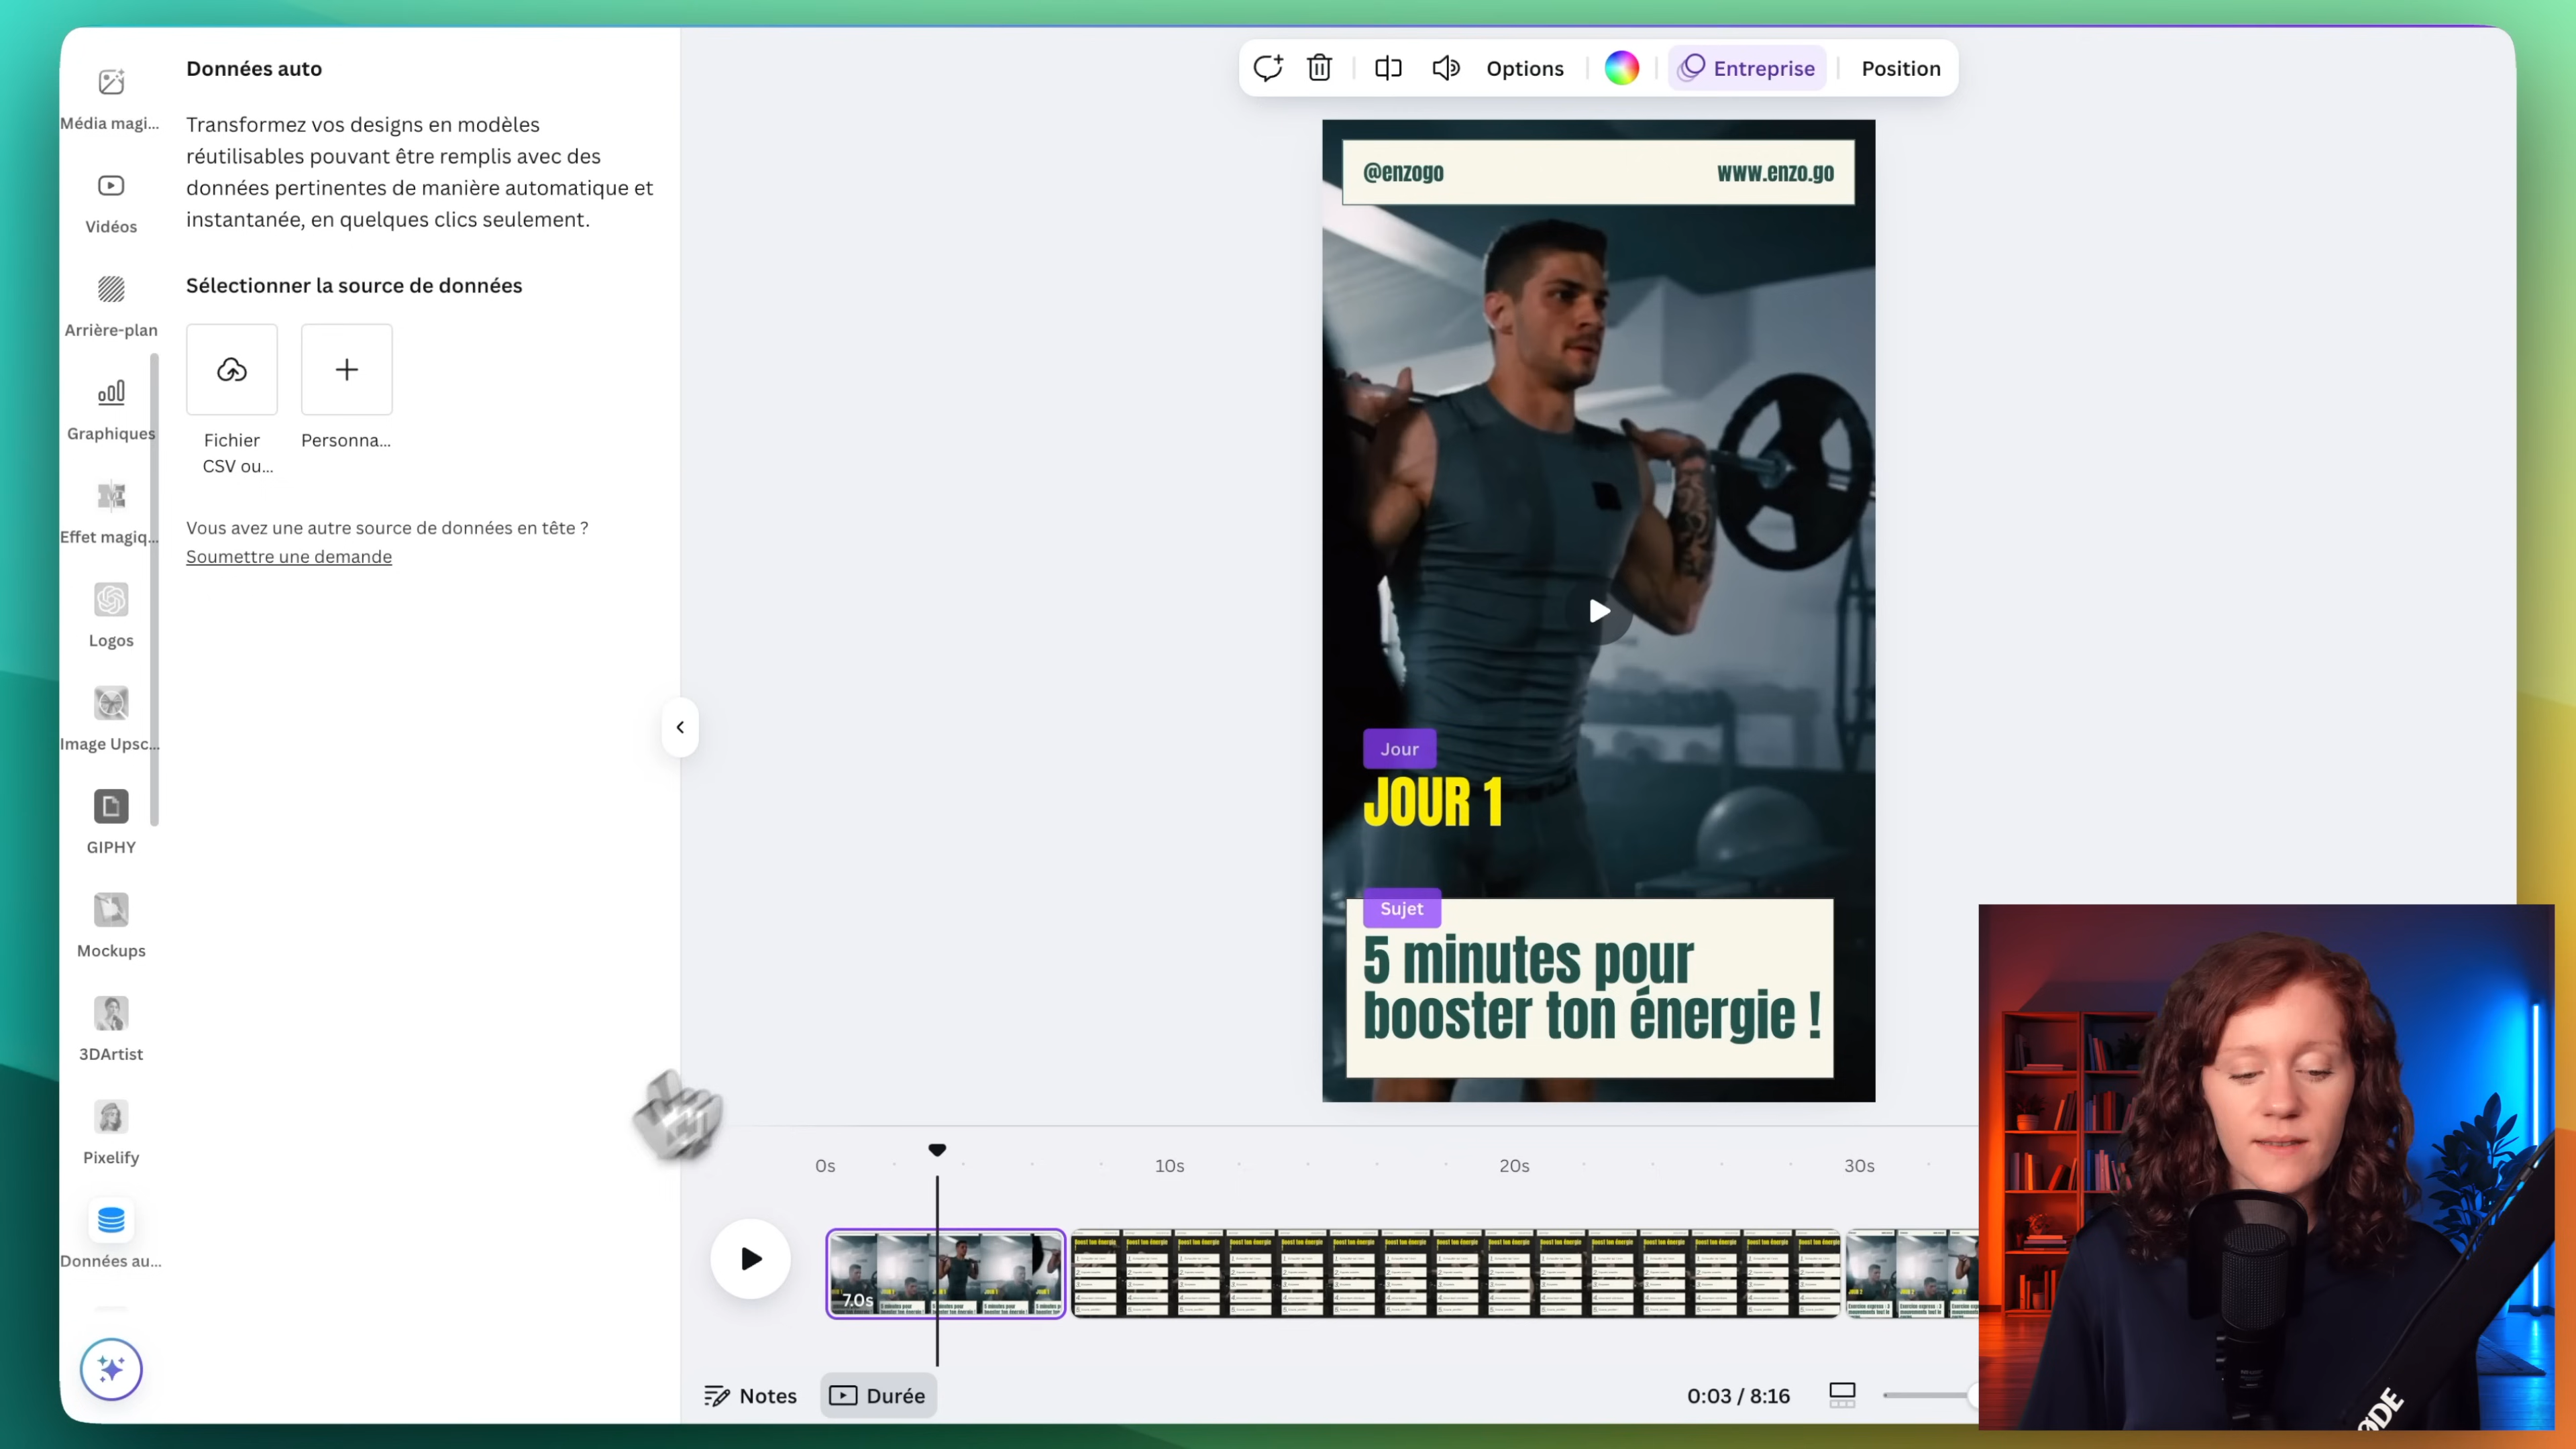 Données auto
Transformez vos designs en modèles
réutilisables pouvant être remplis avec des
données pertinentes de manière automatique et
instantanée, en quelques clics seulement.
Sélectionner la source de données
Fichier
CSV ou...
Personna...
Vous avez une autre source de données en tête ?
Soumettre une demande
Média magi...
Vidéos
Arrière-plan
Graphiques
Effet magiq...
Logos
Image Upsc...
GIPHY
Mockups
3DArtist
Pixelify
Données au...
Options
Entreprise
Position
@enzogo
www.enzo.go
Jour
JOUR 1
Sujet
5 minutes pour
booster ton énergie !
0s
10s
20s
30s
7.0s
Notes
Durée
0:03 / 8:16